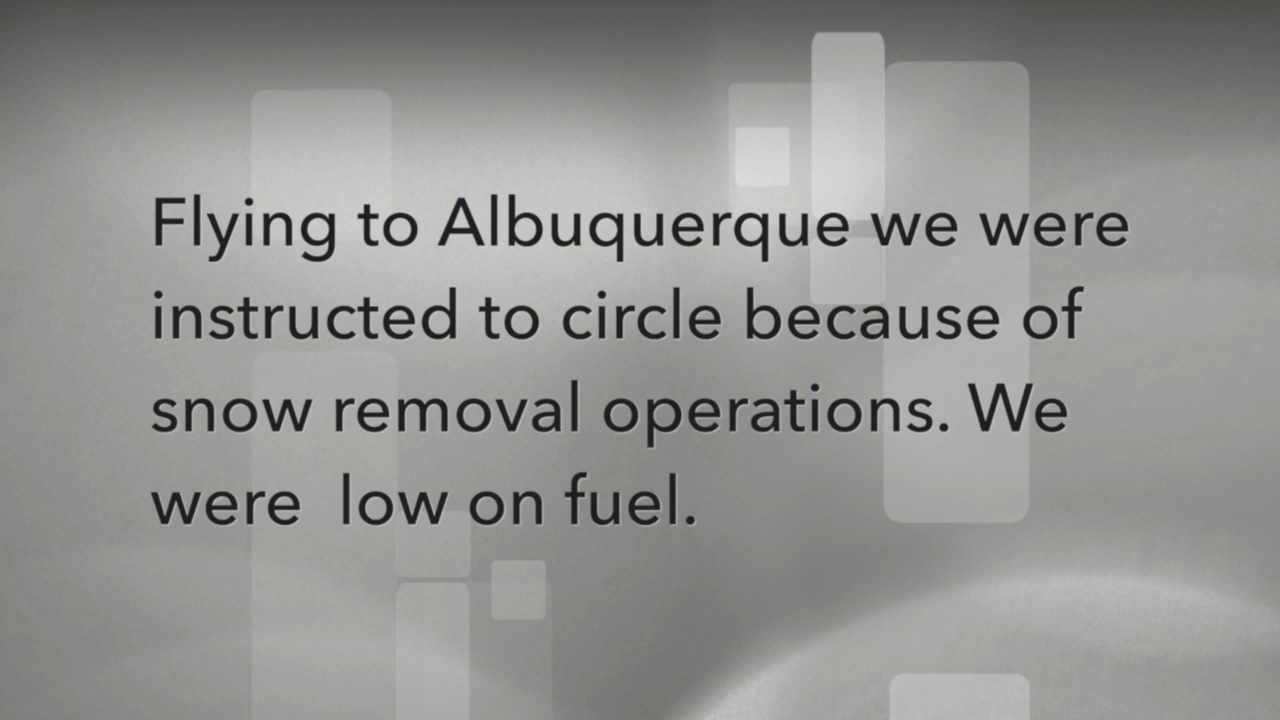 Flying to Albuquerque we were
instructed to circle because of
snow removal operations. We
were  low on fuel.